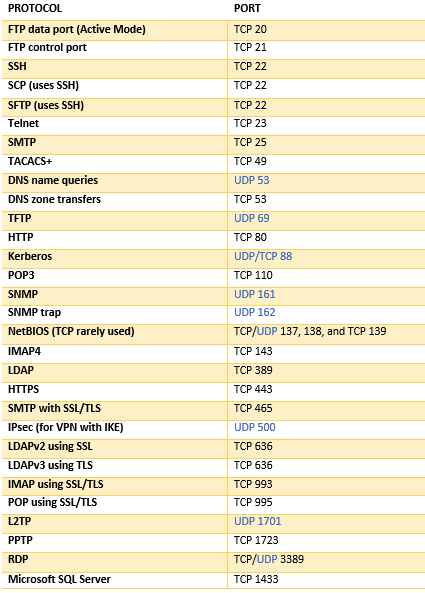 PROTOCOL PORT
FTP data port (Active Mode) TCP 20
FTP control port TCP 21
SSH TCP 22
SCP (uses SSH) TCP 22
SFTP (uses SSH) TCP 22
Telnet TCP 23
SMTP TCP 25
TACACS+ TCP 49
DNS name queries UDP 53
DNS zone transfers TCP 53
TFTP UDP 69
HTTP TCP 80
Kerberos UDP/TCP 88
POP3 TCP 110
SNMP UDP 161
SNMP trap UDP 162
NetBIOS (TCP rarely used) TCP/UDP 137, 138, and TCP 139
IMAP4 TCP 143
LDAP TCP 389
HTTPS TCP 443
SMTP with SSL/TLS TCP 465
IPsec (for VPN with IKE) UDP 500
LDAPv2 using SSL TCP 636
LDAPv3 using TLS TCP 636
IMAP using SSL/TLS TCP 993
POP using SSL/TLS TCP 995
L2TP UDP 1701
PPTP TCP 1723
RDP TCP/UDP 3389
Microsoft SQL Server TCP 1433